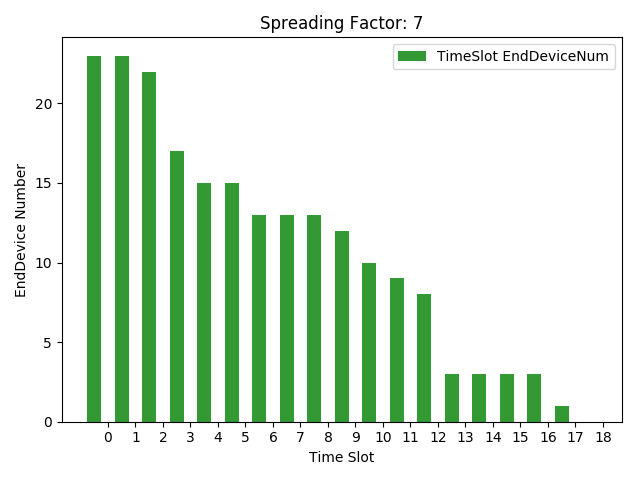 Spreading Factor: 7
TimeSlot EndDeviceNum
EndDevice Number
20
15
10
5
0
0 1 2 3 4 5 6 7 8 9 10 11 12 13 14 15 16 17 18
Time Slot